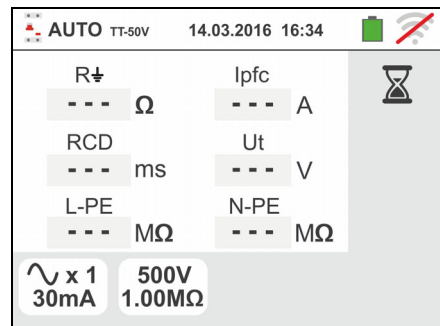 AUTO TT-50V 14.03.2016 16:34
R⏚ Ipfc
--- Ω --- A
RCD Ut
--- ms --- V
L-PE N-PE
--- MΩ --- MΩ
∿ x 1 500V
30mA 1.00MΩ